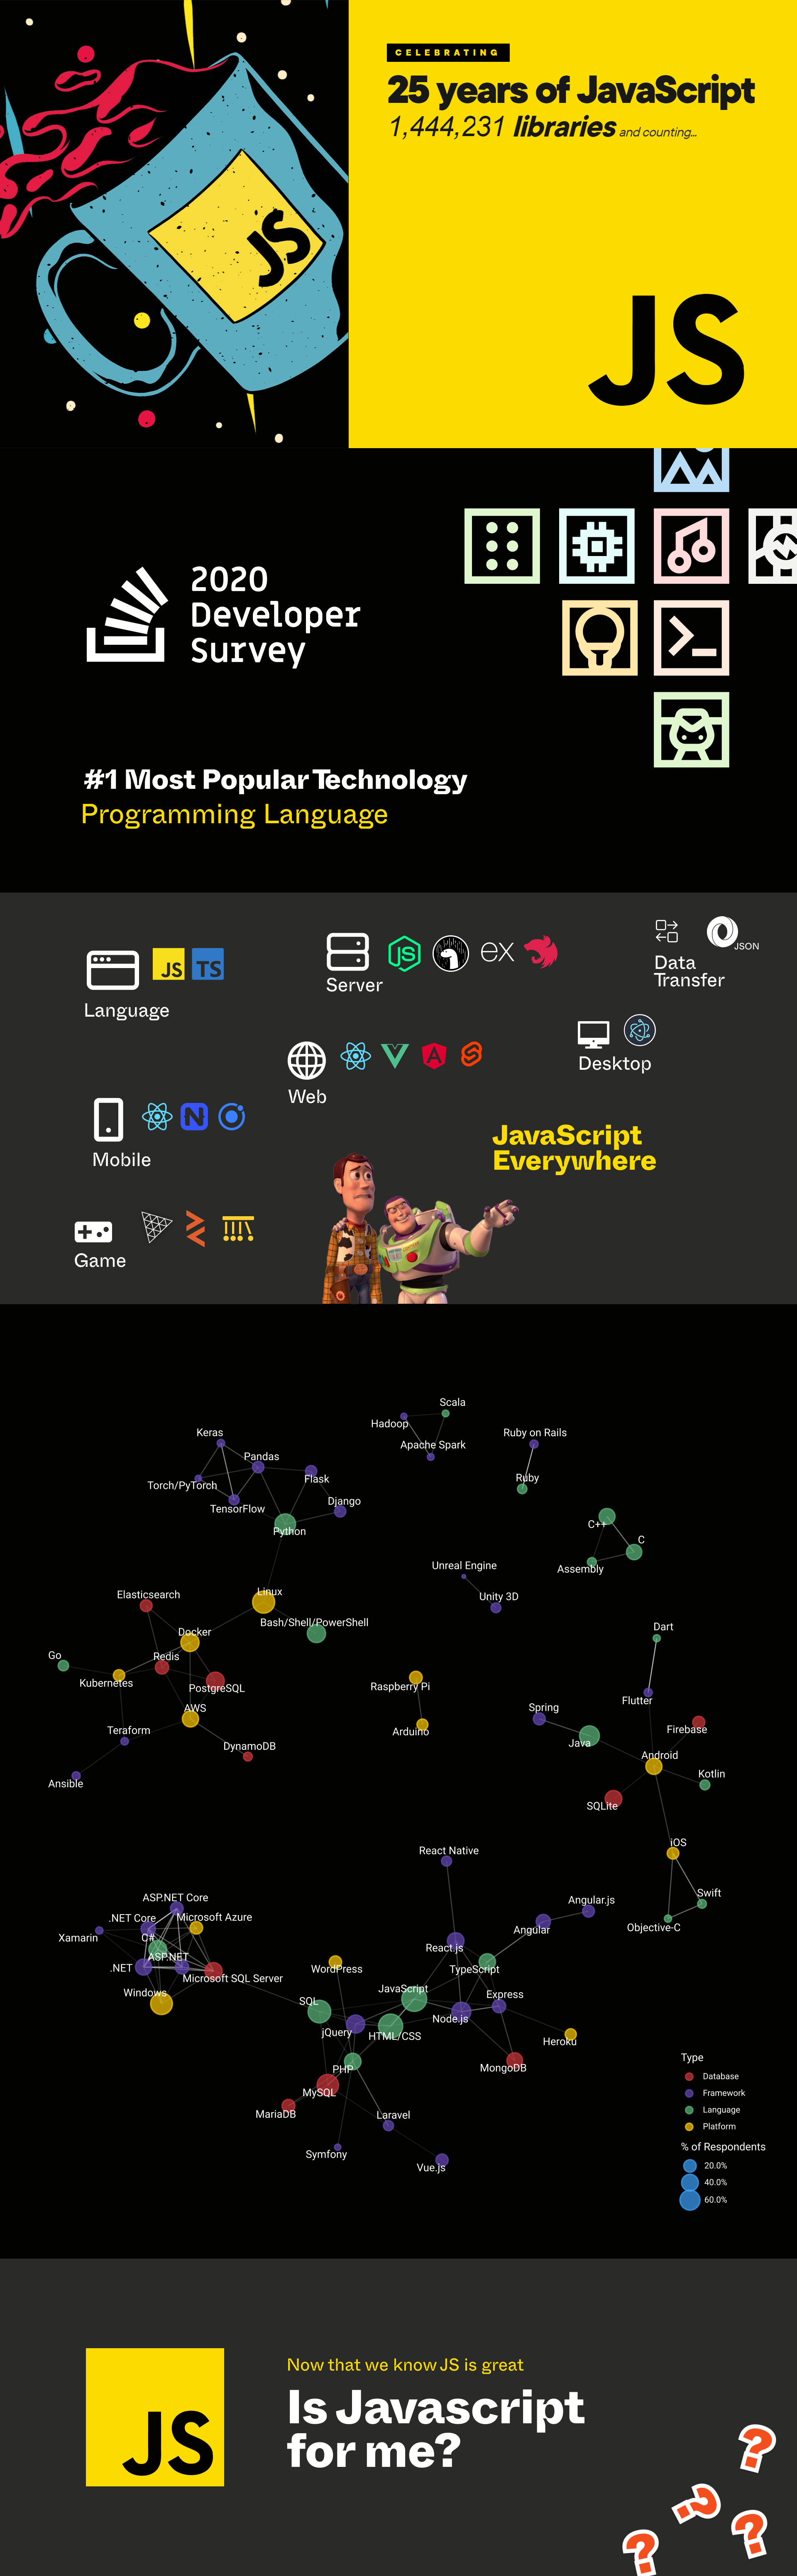 CELEBRATING
25 years of JavaScript
1,444,231 libraries and counting...
JS
JS
2020
Developer
Survey
#1 Most Popular Technology
Programming Language
JS
TS
Language
JS
ex
Server
JSON
Data
Transfer
Desktop
A
Web
N
Mobile
Game
JavaScript
Everywhere
Scala
Hadoop
Apache Spark
Ruby on Rails
Ruby
Keras
Pandas
Torch/PyTorch
Flask
TensorFlow
Django
Python
C++
C
Assembly
Unreal Engine
Unity 3D
Elasticsearch
Linux
Bash/Shell/PowerShell
Docker
Go
Redis
Kubernetes
PostgreSQL
AWS
Teraform
DynamoDB
Ansible
Raspberry Pi
Arduino
Dart
Flutter
Spring
Java
Firebase
Android
Kotlin
SQLite
iOS
Swift
Objective-C
React Native
Angular.js
Angular
React.js
TypeScript
ASP.NET Core
.NET Core
Microsoft Azure
Xamarin
C#
ASP.NET
.NET
Microsoft SQL Server
Windows
WordPress
JavaScript
SQL
Express
Node.js
jQuery
HTML/CSS
Heroku
PHP
MongoDB
MySQL
MariaDB
Laravel
Symfony
Vue.js
Type
Database
Framework
Language
Platform
% of Respondents
20.0%
40.0%
60.0%
JS
Now that we know JS is great
Is Javascript
for me?
?
?
?
?